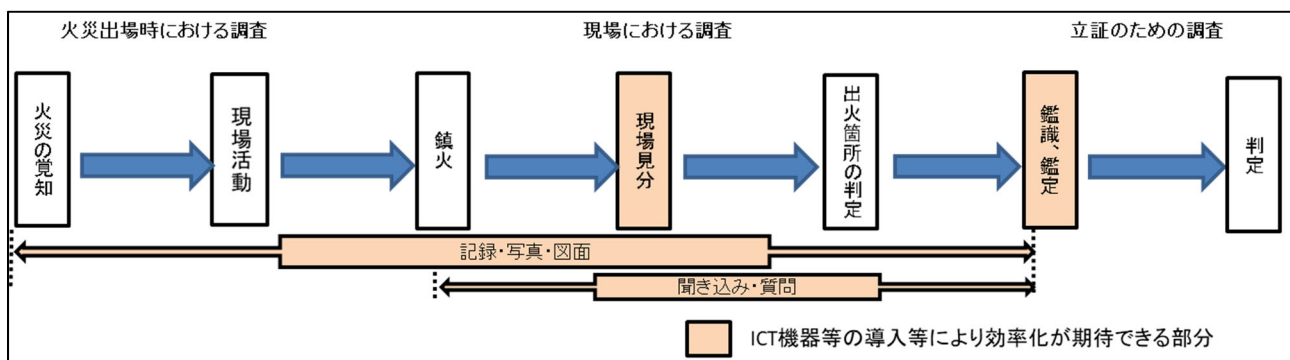 火災出場時における調査
現場における調査
立証のための調査
火災の覚知
現場活動
鎮火
現場見分
出火箇所の判定
鑑識、鑑定
判定
記録・写真・図面
聞き込み・質問
ICT機器等の導入等により効率化が期待できる部分